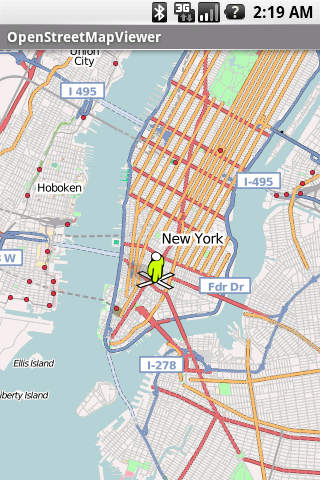 3G
?
2:19 AM
OpenStreetMapViewer
Union
City
I 495
I-495
Hoboken
New York
W
Fdr Dr
I-278
Ellis Island
iberty Island